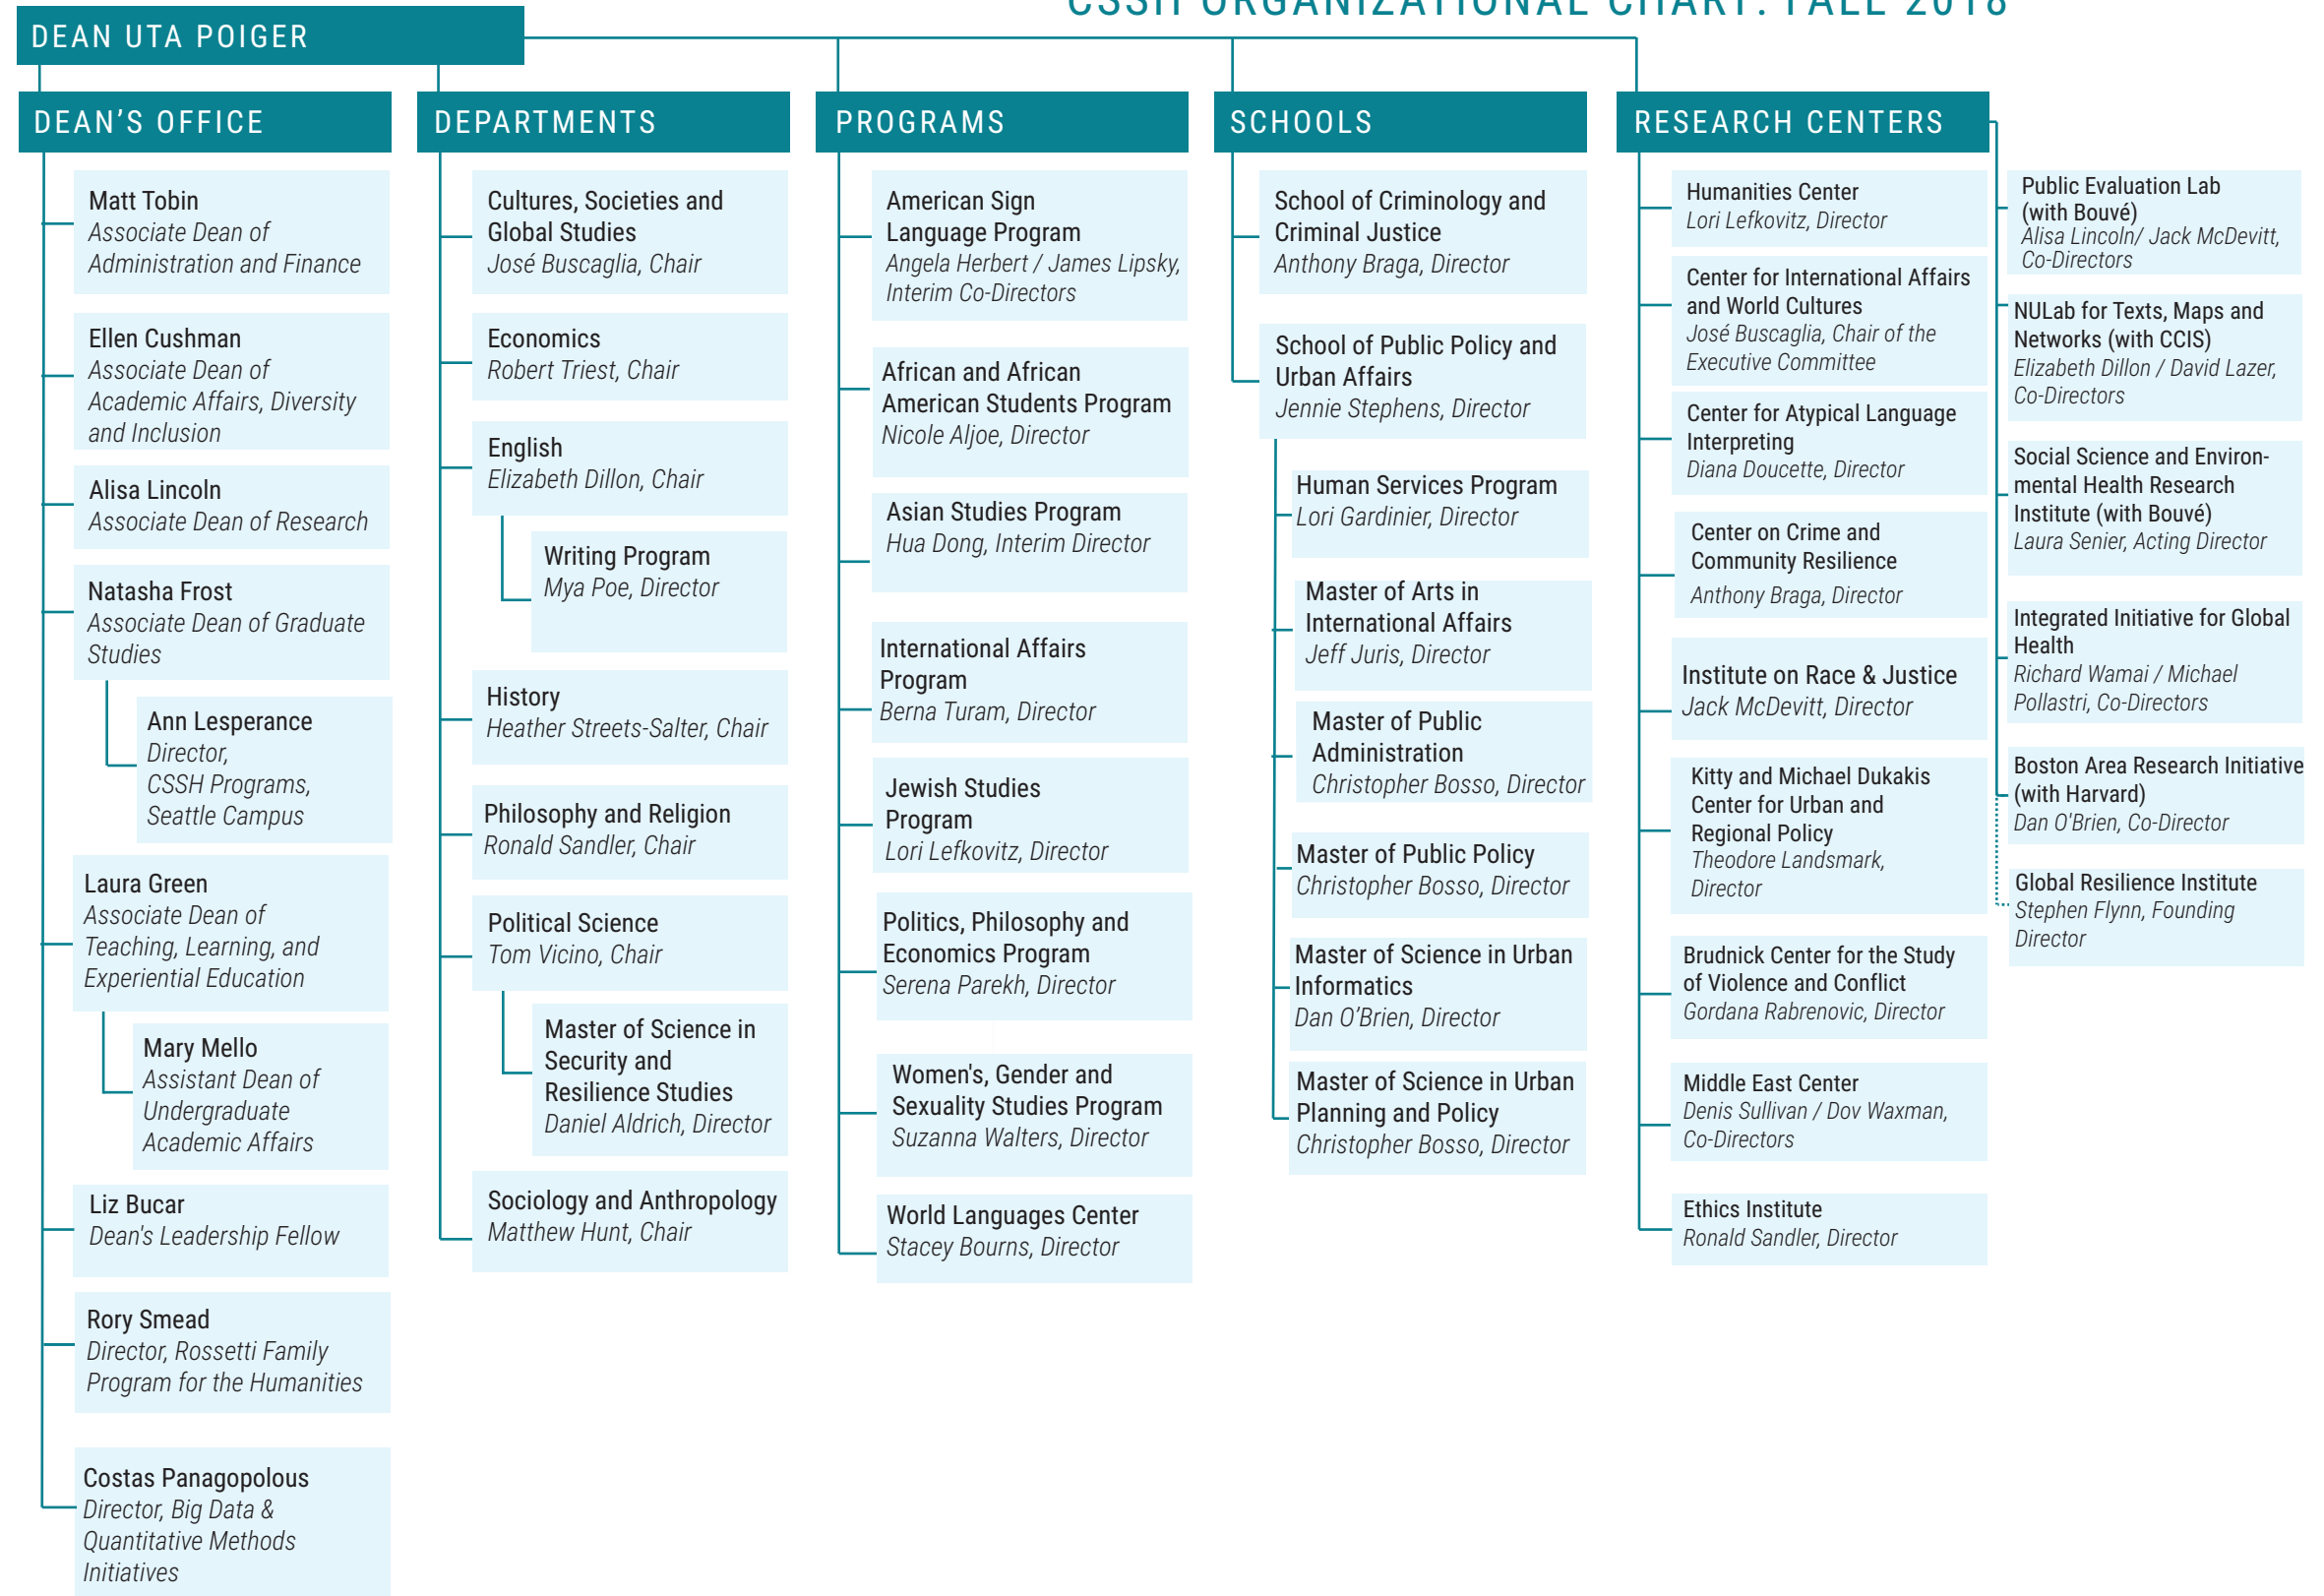 CSSH ORGANIZATIONAL CHART: FALL 2018
DEAN UTA POIGER
DEAN’S OFFICE
Matt Tobin
Associate Dean of
Administration and Finance
Ellen Cushman
Associate Dean of
Academic Affairs, Diversity
and Inclusion
Alisa Lincoln
Associate Dean of Research
Natasha Frost
Associate Dean of Graduate
Studies
Ann Lesperance
Director,
CSSH Programs,
Seattle Campus
Laura Green
Associate Dean of
Teaching, Learning, and
Experiential Education
Mary Mello
Assistant Dean of
Undergraduate
Academic Affairs
Liz Bucar
Dean's Leadership Fellow
Rory Smead
Director, Rossetti Family
Program for the Humanities
Costas Panagopolous
Director, Big Data &
Quantitative Methods
Initiatives
DEPARTMENTS
Cultures, Societies and
Global Studies
José Buscaglia, Chair
Economics
Robert Triest, Chair
English
Elizabeth Dillon, Chair
Writing Program
Mya Poe, Director
History
Heather Streets-Salter, Chair
Philosophy and Religion
Ronald Sandler, Chair
Political Science
Tom Vicino, Chair
Master of Science in
Security and
Resilience Studies
Daniel Aldrich, Director
Sociology and Anthropology
Matthew Hunt, Chair
PROGRAMS
American Sign
Language Program
Angela Herbert / James Lipsky,
Interim Co-Directors
African and African
American Students Program
Nicole Aljoe, Director
Asian Studies Program
Hua Dong, Interim Director
International Affairs
Program
Berna Turam, Director
Jewish Studies
Program
Lori Lefkovitz, Director
Politics, Philosophy and
Economics Program
Serena Parekh, Director
Women's, Gender and
Sexuality Studies Program
Suzanna Walters, Director
World Languages Center
Stacey Bourns, Director
SCHOOLS
School of Criminology and
Criminal Justice
Anthony Braga, Director
School of Public Policy and
Urban Affairs
Jennie Stephens, Director
Human Services Program
Lori Gardinier, Director
Master of Arts in
International Affairs
Jeff Juris, Director
Master of Public
Administration
Christopher Bosso, Director
Master of Public Policy
Christopher Bosso, Director
Master of Science in Urban
Informatics
Dan O’Brien, Director
Master of Science in Urban
Planning and Policy
Christopher Bosso, Director
RESEARCH CENTERS
Humanities Center
Lori Lefkovitz, Director
Center for International Affairs
and World Cultures
José Buscaglia, Chair of the
Executive Committee
Center for Atypical Language
Interpreting
Diana Doucette, Director
Center on Crime and
Community Resilience
Anthony Braga, Director
Institute on Race & Justice
Jack McDevitt, Director
Kitty and Michael Dukakis
Center for Urban and
Regional Policy
Theodore Landsmark,
Director
Brudnick Center for the Study
of Violence and Conflict
Gordana Rabrenovic, Director
Middle East Center
Denis Sullivan / Dov Waxman,
Co-Directors
Ethics Institute
Ronald Sandler, Director
Public Evaluation Lab
(with Bouvé)
Alisa Lincoln/ Jack McDevitt,
Co-Directors
NULab for Texts, Maps and
Networks (with CCIS)
Elizabeth Dillon / David Lazer,
Co-Directors
Social Science and Environ-
mental Health Research
Institute (with Bouvé)
Laura Senier, Acting Director
Integrated Initiative for Global
Health
Richard Wamai / Michael
Pollastri, Co-Directors
Boston Area Research Initiative
(with Harvard)
Dan O'Brien, Co-Director
Global Resilience Institute
Stephen Flynn, Founding
Director